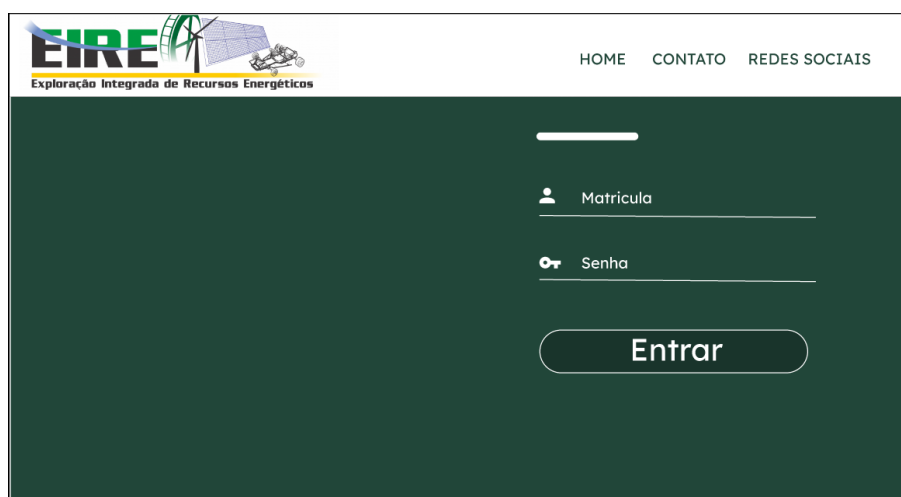 EIRE
Exploração Integrada de Recursos Energéticos
HOME CONTATO REDES SOCIAIS
Matricula
Senha
Entrar